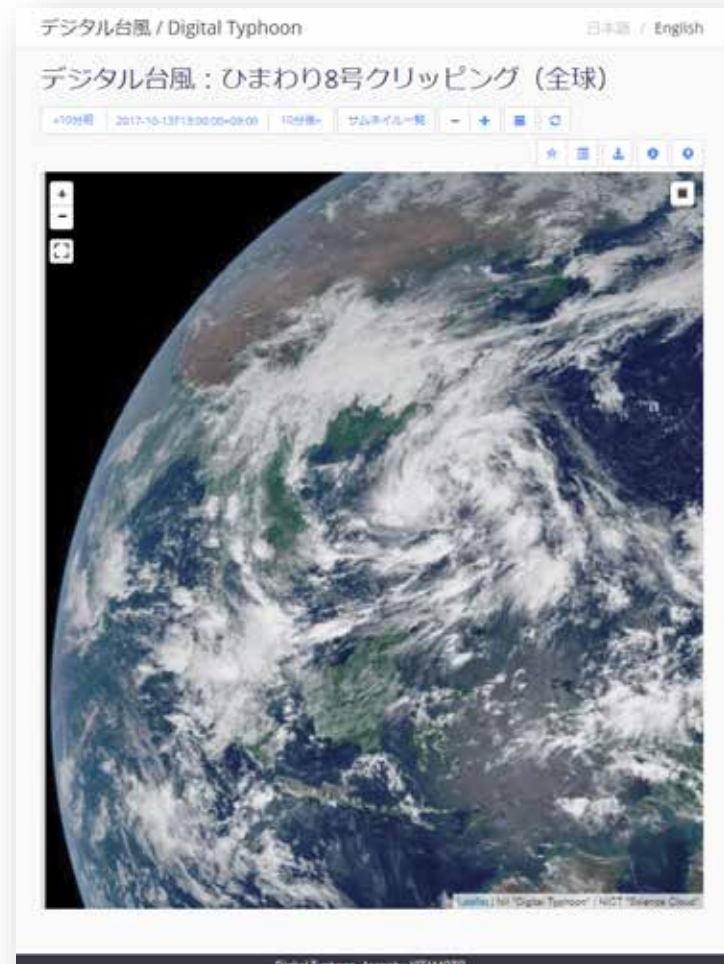 デジタル台風 / Digital Typhoon
日本語 / English
デジタル台風：ひまわり8号クリッピング（全球）
«10分前 2017-10-13T13:00:00+09:00 10分後» サムネイル一覧 - +
+
-
Leaflet | NII "Digital Typhoon" | NICT "Science Cloud"